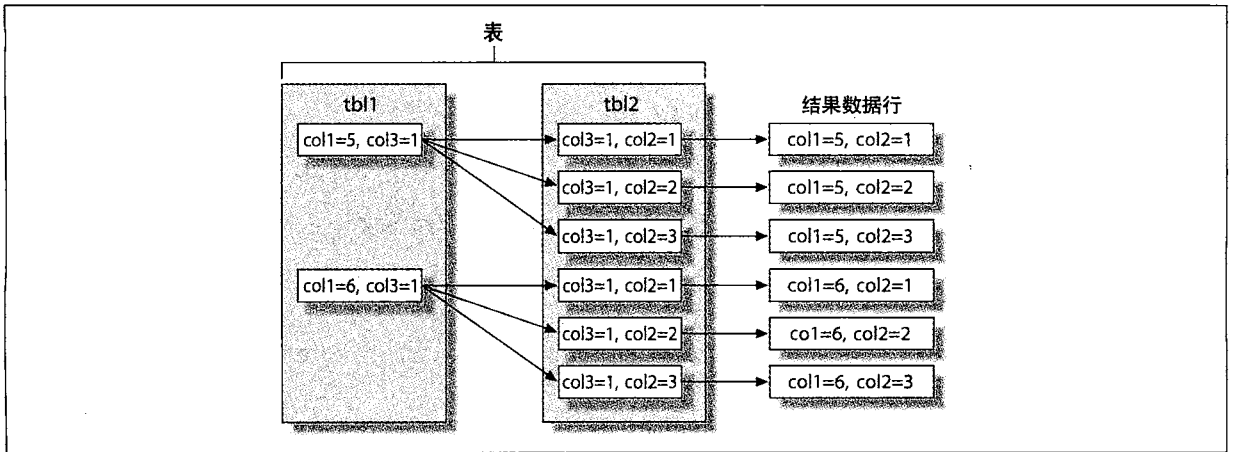 表
tbl1
tbl2
结果数据行
col1=5, col3=1
col3=1, col2=1
col1=5, col2=1
col3=1, col2=2
col1=5, col2=2
col3=1, col2=3
col1=5, col2=3
col1=6, col3=1
col3=1, col2=1
col1=6, col2=1
col3=1, col2=2
co1=6, col2=2
col3=1, col2=3
col1=6, col2=3